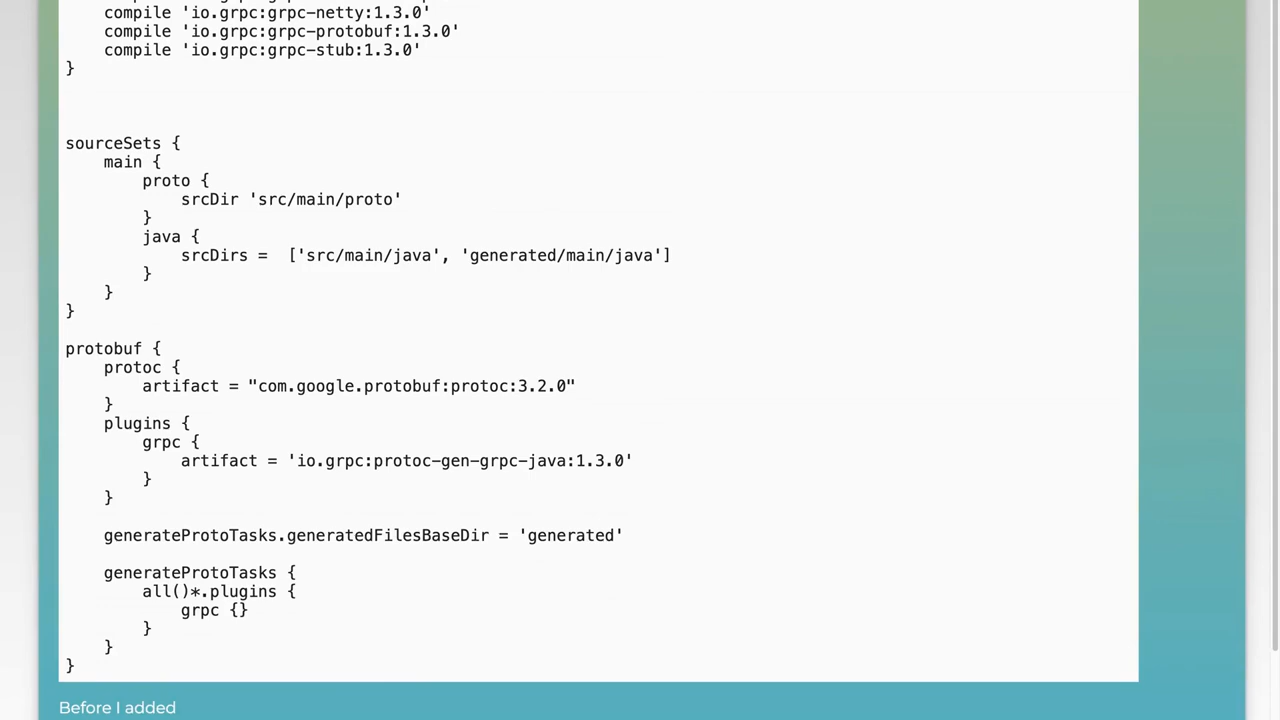 compile 'io.grpc:grpc-netty:1.3.0'
compile 'io.grpc:grpc-protobuf:1.3.0'
compile 'io.grpc:grpc-stub:1.3.0'
}
sourceSets {
main {
proto {
srcDir 'src/main/proto'
}
java {
srcDirs =  ['src/main/java', 'generated/main/java']
}
}
}
protobuf {
protoc {
artifact = "com.google.protobuf:protoc:3.2.0"
}
plugins {
grpc {
artifact = 'io.grpc:protoc-gen-grpc-java:1.3.0'
}
}
generateProtoTasks.generatedFilesBaseDir = 'generated'
generateProtoTasks {
all()*.plugins {
grpc {}
}
}
}
Before I added